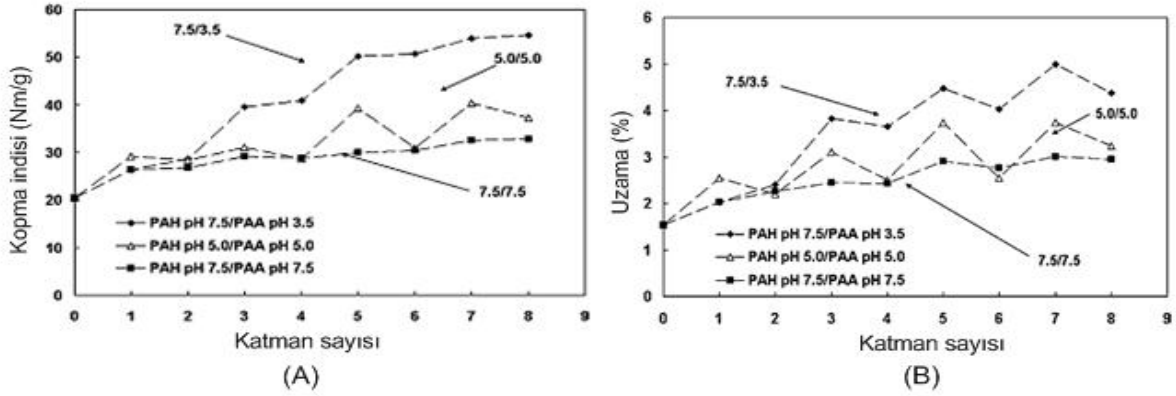 60
50
40
30
20
10
0
Kopma indisi (Nm/g)
7.5/3.5
5.0/5.0
7.5/7.5
PAH pH 7.5/PAA pH 3.5
PAH pH 5.0/PAA pH 5.0
PAH pH 7.5/PAA pH 7.5
0 1 2 3 4 5 6 7 8 9
Katman sayısı
(A)
6
5
4
3
2
1
0
Uzama (%)
7.5/3.5
5.0/5.0
7.5/7.5
PAH pH 7.5/PAA pH 3.5
PAH pH 5.0/PAA pH 5.0
PAH pH 7.5/PAA pH 7.5
0 1 2 3 4 5 6 7 8 9
Katman sayısı
(B)